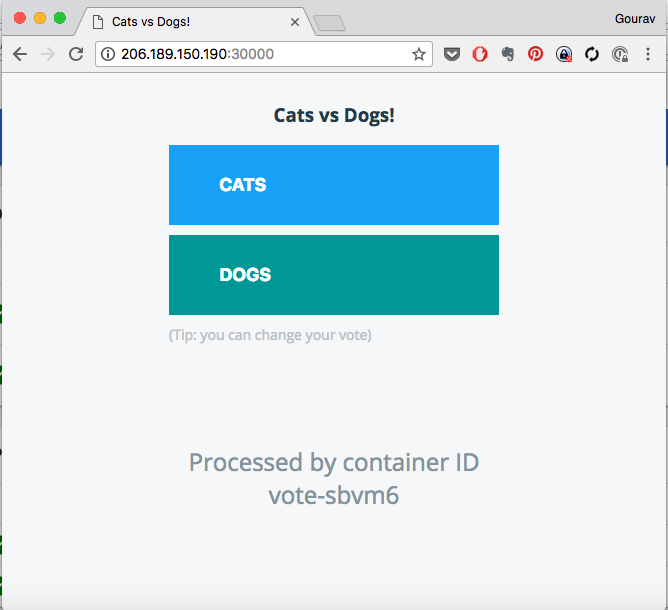 Cats vs Dogs!
Gourav
206.189.150.190:30000
Cats vs Dogs!
CATS
DOGS
(Tip: you can change your vote)
Processed by container ID
vote-sbvm6